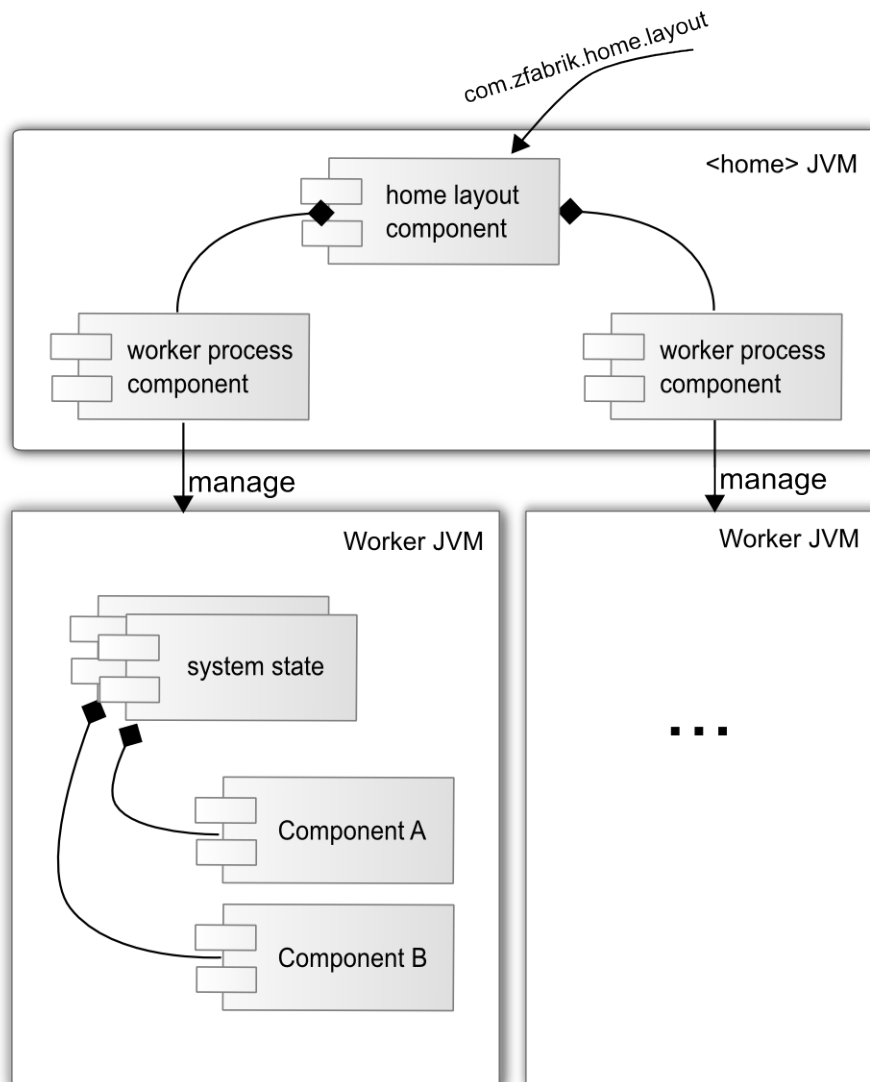 com.zfabrik.home.layout
<home> JVM
home layout
component
worker process
component
worker process
component
manage
manage
Worker JVM
Worker JVM
system state
...
Component A
Component B